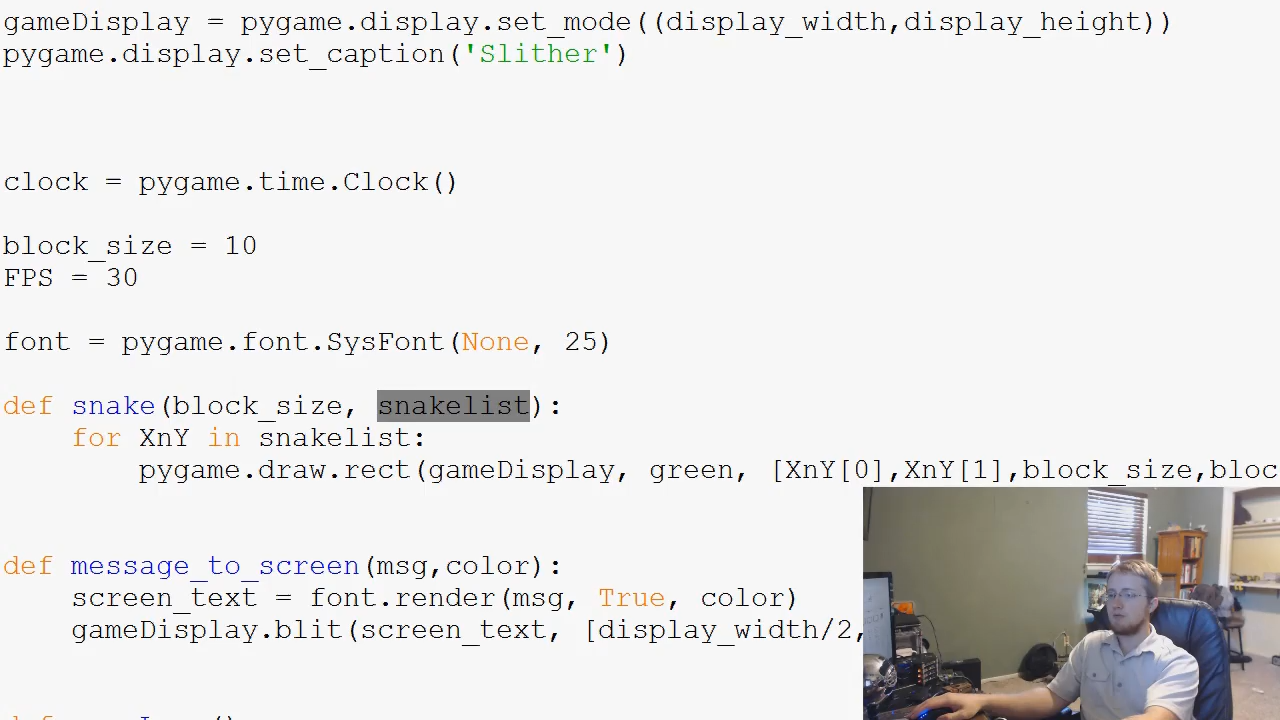 gameDisplay = pygame.display.set_mode((display_width,display_height))
pygame.display.set_caption('Slither')
clock = pygame.time.Clock()
block_size = 10
FPS = 30
font = pygame.font.SysFont(None, 25)
def snake(block_size, snakelist):
    for XnY in snakelist:
        pygame.draw.rect(gameDisplay, green, [XnY[0],XnY[1],block_size,bloc
def message_to_screen(msg,color):
    screen_text = font.render(msg, True, color)
    gameDisplay.blit(screen_text, [display_width/2,